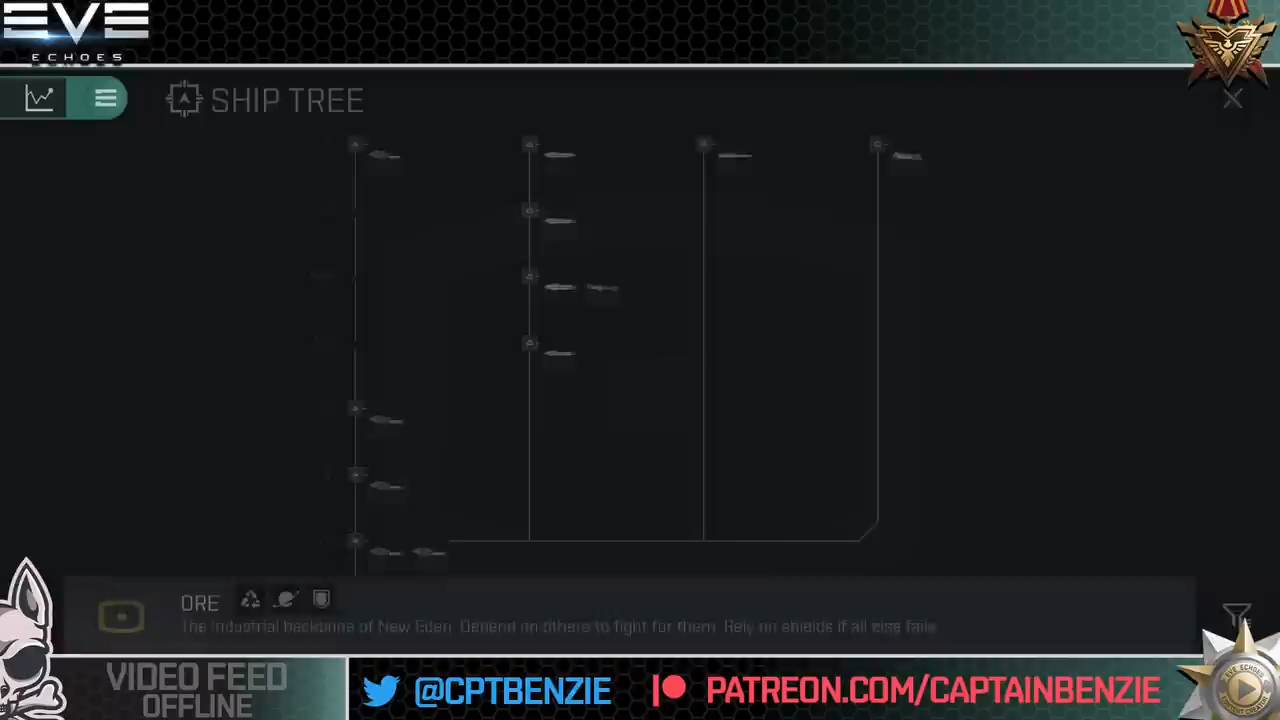 EVE
ECHOES
SHIP TREE
ORE
The Industrial backbone of New Eden. Depend on others to fight for them. Rely on shields if all else fails.
VIDEO FEED
OFFLINE
@CPTBENZIE
PATREON.COM/CAPTAINBENZIE